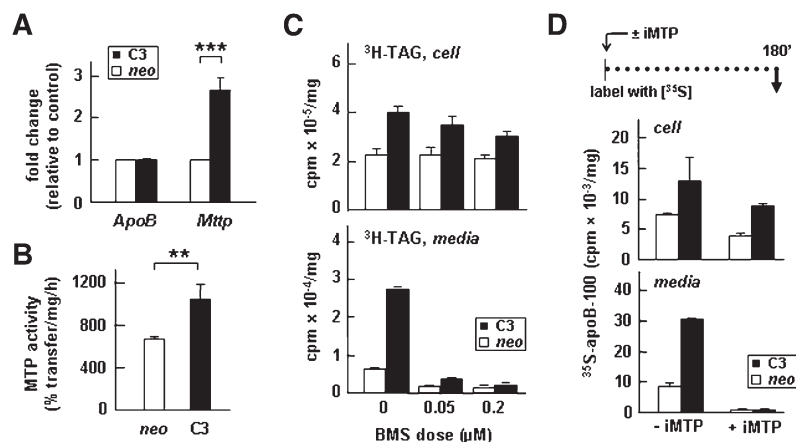 A
C3
neo
***
3
2
1
0
fold change
(relative to control)
ApoB
Mttp
B
**
1200
800
400
0
MTP activity
(% transfer/mg/h)
neo
C3
C
³H-TAG, cell
6
4
2
0
cpm × 10⁻⁵/mg
³H-TAG, media
4
3
2
1
0
cpm × 10⁻⁴/mg
C3
neo
0
0.05
0.2
BMS dose (μM)
D
± iMTP
180'
label with [³⁵S]
cell
20
15
10
5
0
media
40
30
20
10
0
³⁵S-apoB-100 (cpm × 10⁻³/mg)
C3
neo
- iMTP
+ iMTP